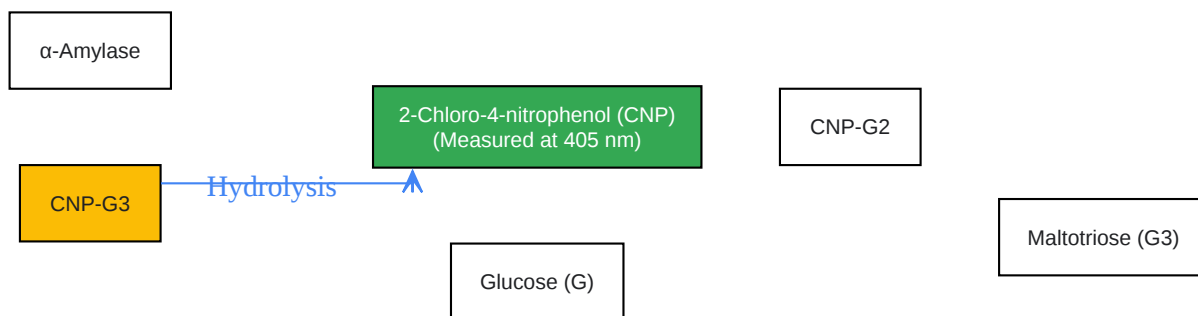 α-Amylase
2-Chloro-4-nitrophenol (CNP)
(Measured at 405 nm)
CNP-G2
CNP-G3
Hydrolysis
Maltotriose (G3)
Glucose (G)